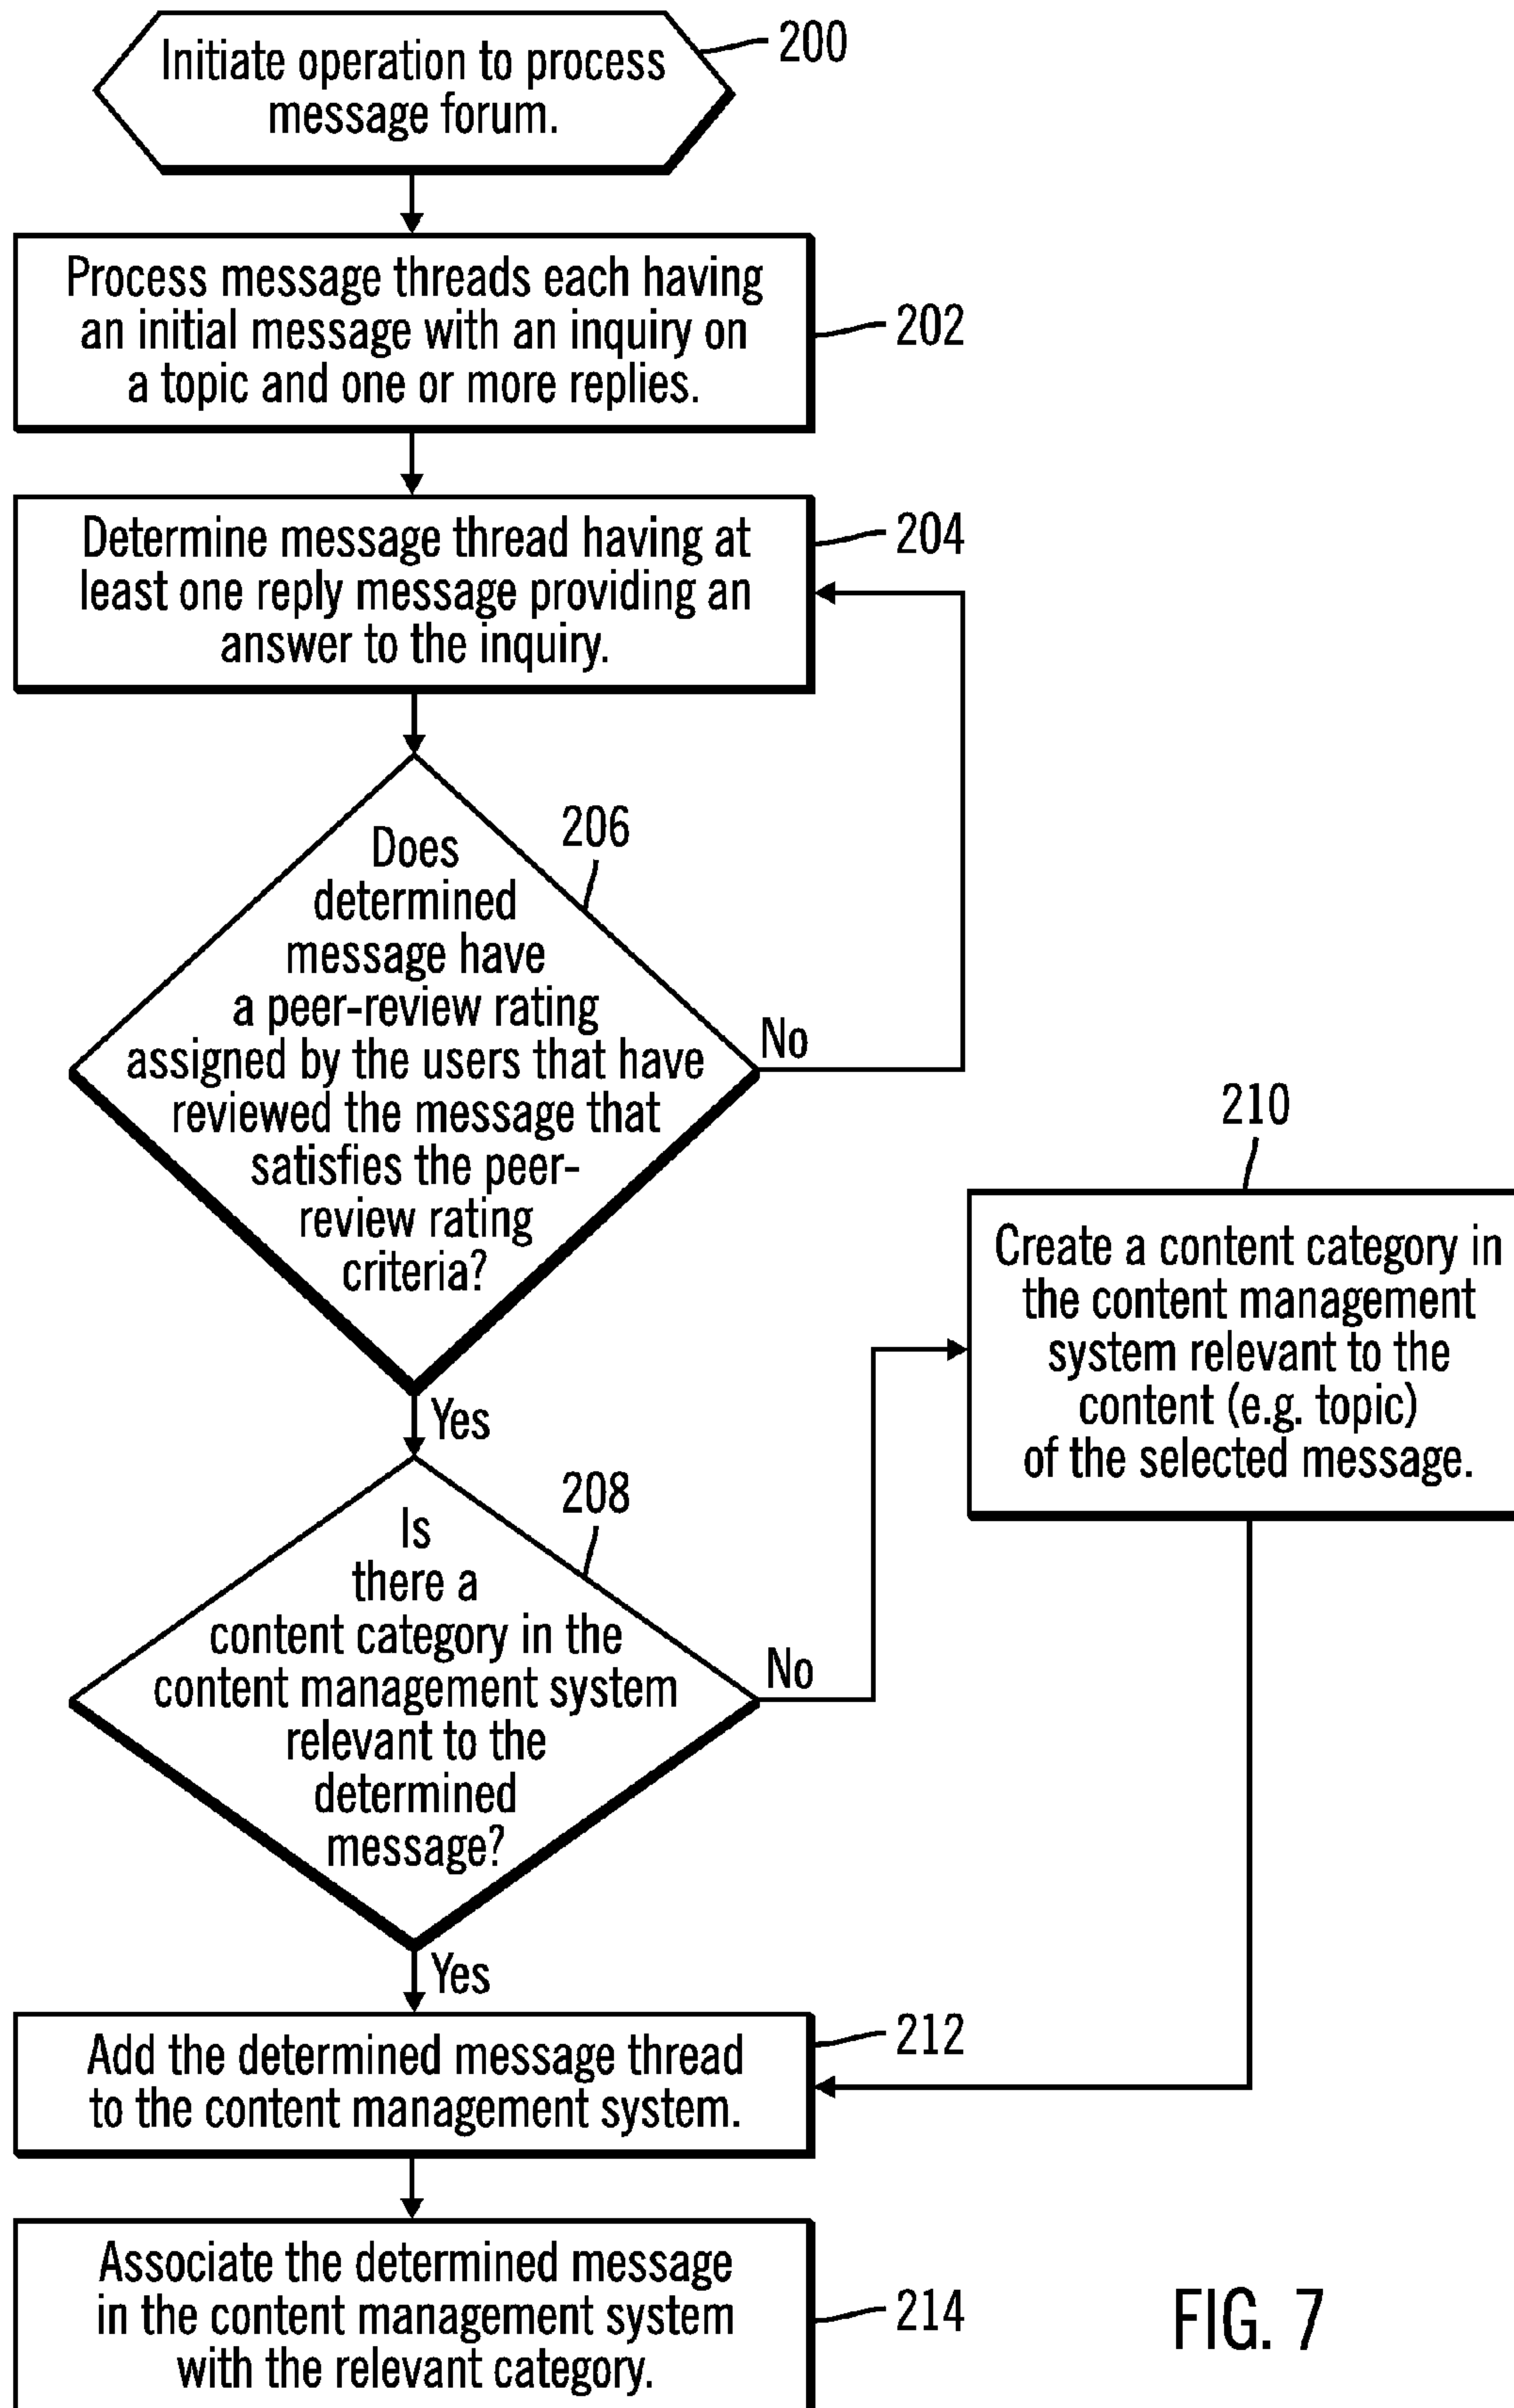 Initiate operation to process
message forum.
200
Process message threads each having
an initial message with an inquiry on
a topic and one or more replies.
202
Determine message thread having at
least one reply message providing an
answer to the inquiry.
204
Does
determined
message have
a peer-review rating
assigned by the users that have
reviewed the message that
satisfies the peer-
review rating
criteria?
206
No
Yes
Is
there a
content category in the
content management system
relevant to the
determined
message?
208
No
Yes
210
Create a content category in
the content management
system relevant to the
content (e.g. topic)
of the selected message.
Add the determined message thread
to the content management system.
212
Associate the determined message
in the content management system
with the relevant category.
214
FIG. 7